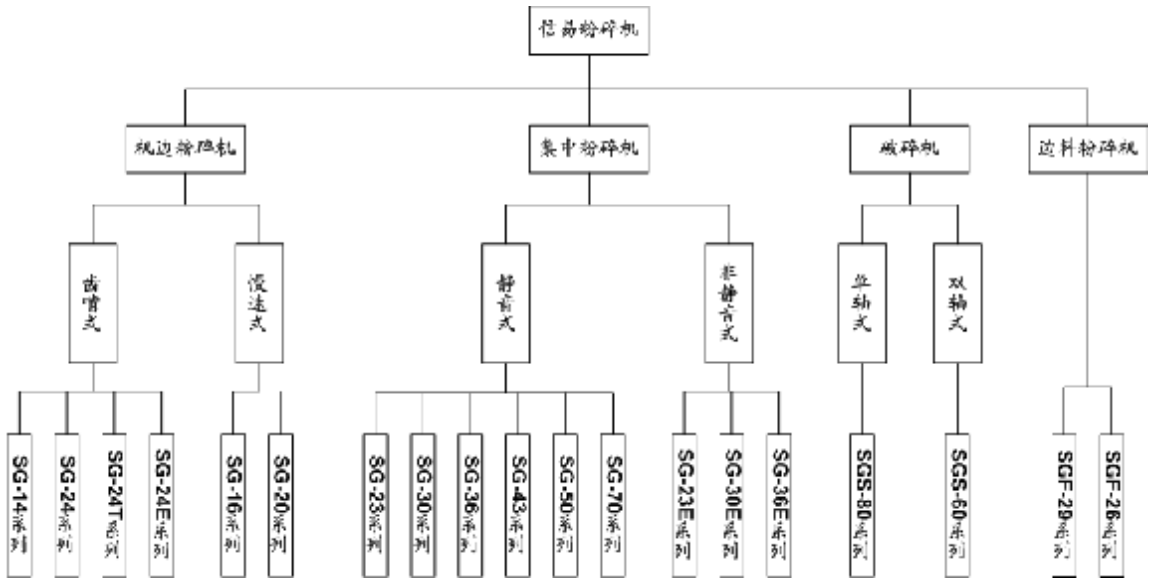 信易粉碎机
机边粉碎机
集中粉碎机
破碎机
边料粉碎机
齿啮式
慢速式
静音式
非静音式
单轴式
双轴式
SG-14系列
SG-24系列
SG-24T系列
SG-24E系列
SG-16系列
SG-20系列
SG-23系列
SG-30系列
SG-36系列
SG-43系列
SG-50系列
SG-70系列
SG-23E系列
SG-30E系列
SG-36E系列
SGS-80系列
SGS-60系列
SGF-29系列
SGF-26系列